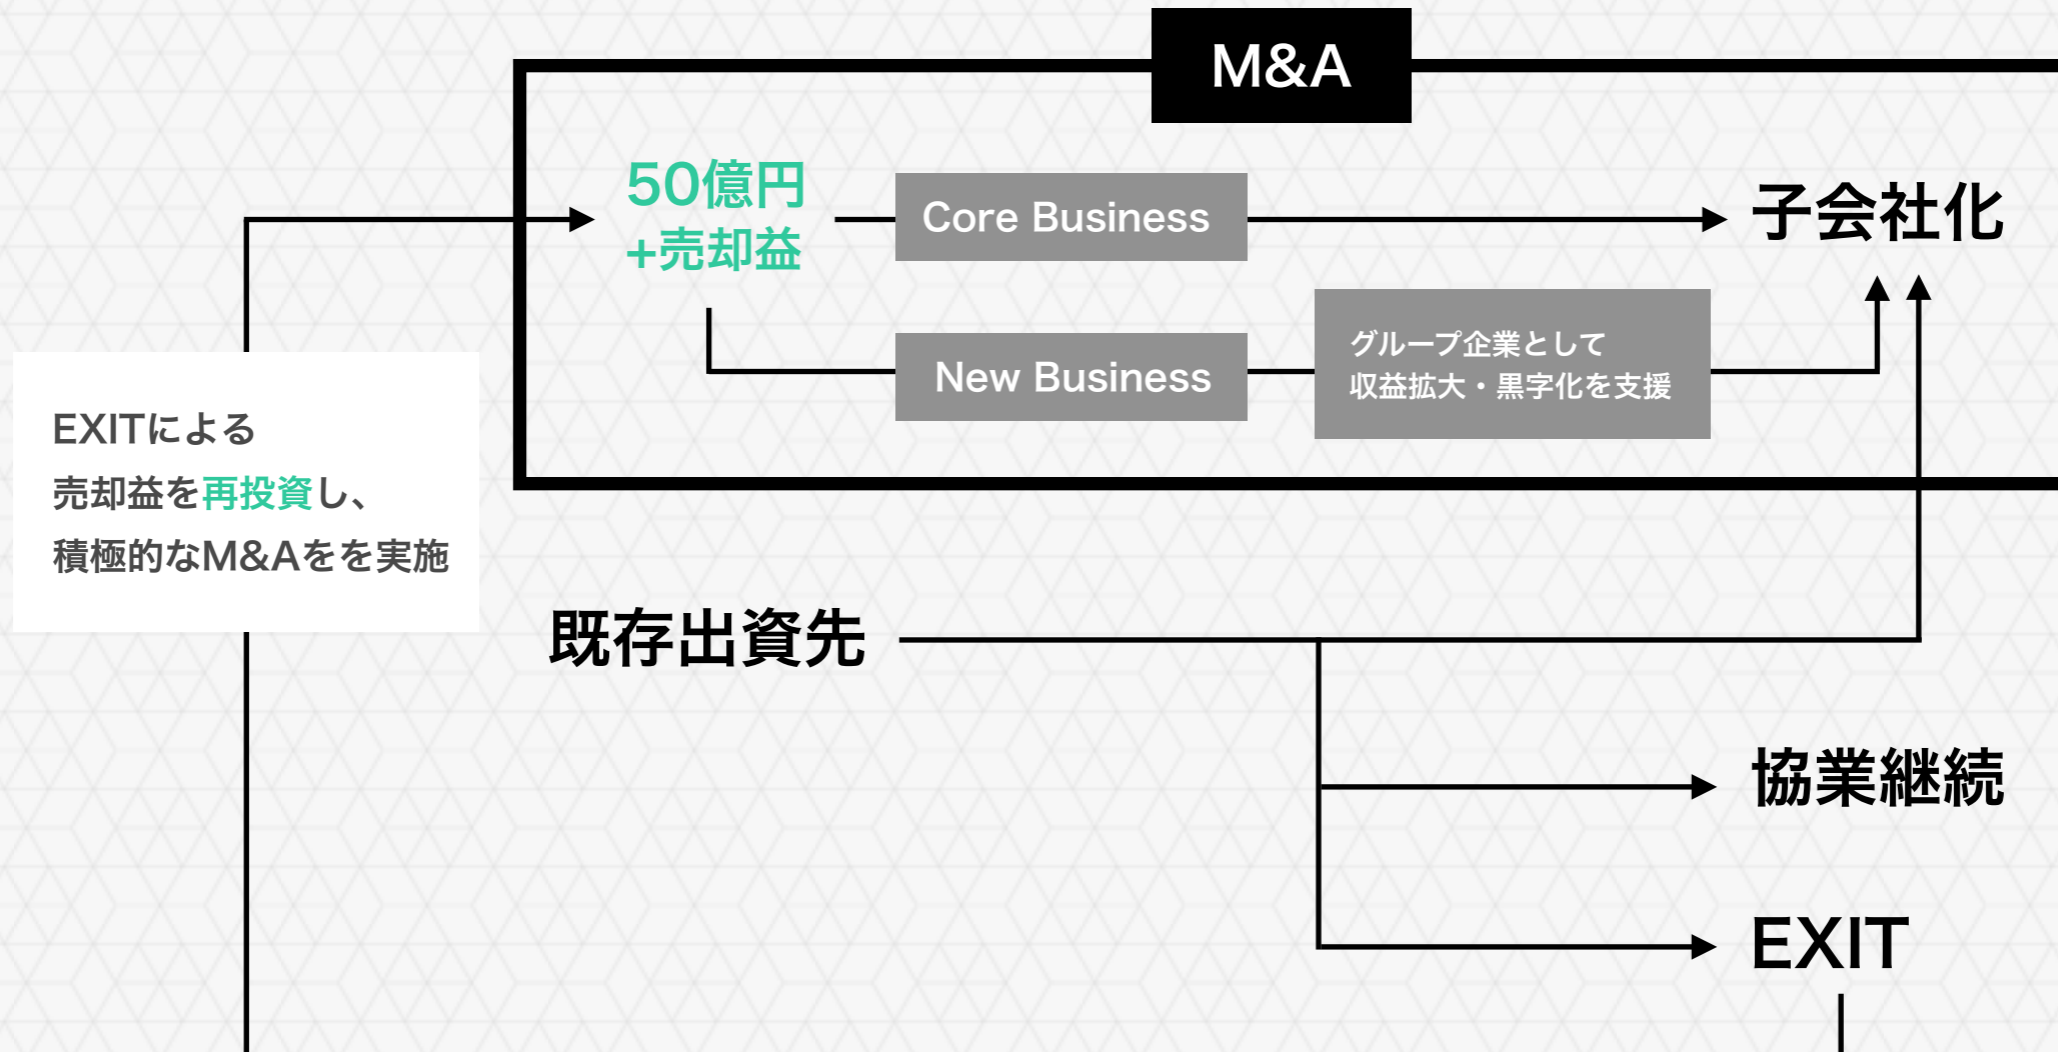 M&A
50億円
+売却益
Core Business
子会社化
New Business
グループ企業として
収益拡大・黒字化を支援
EXITによる
売却益を再投資し、
積極的なM&Aをを実施
既存出資先
協業継続
EXIT